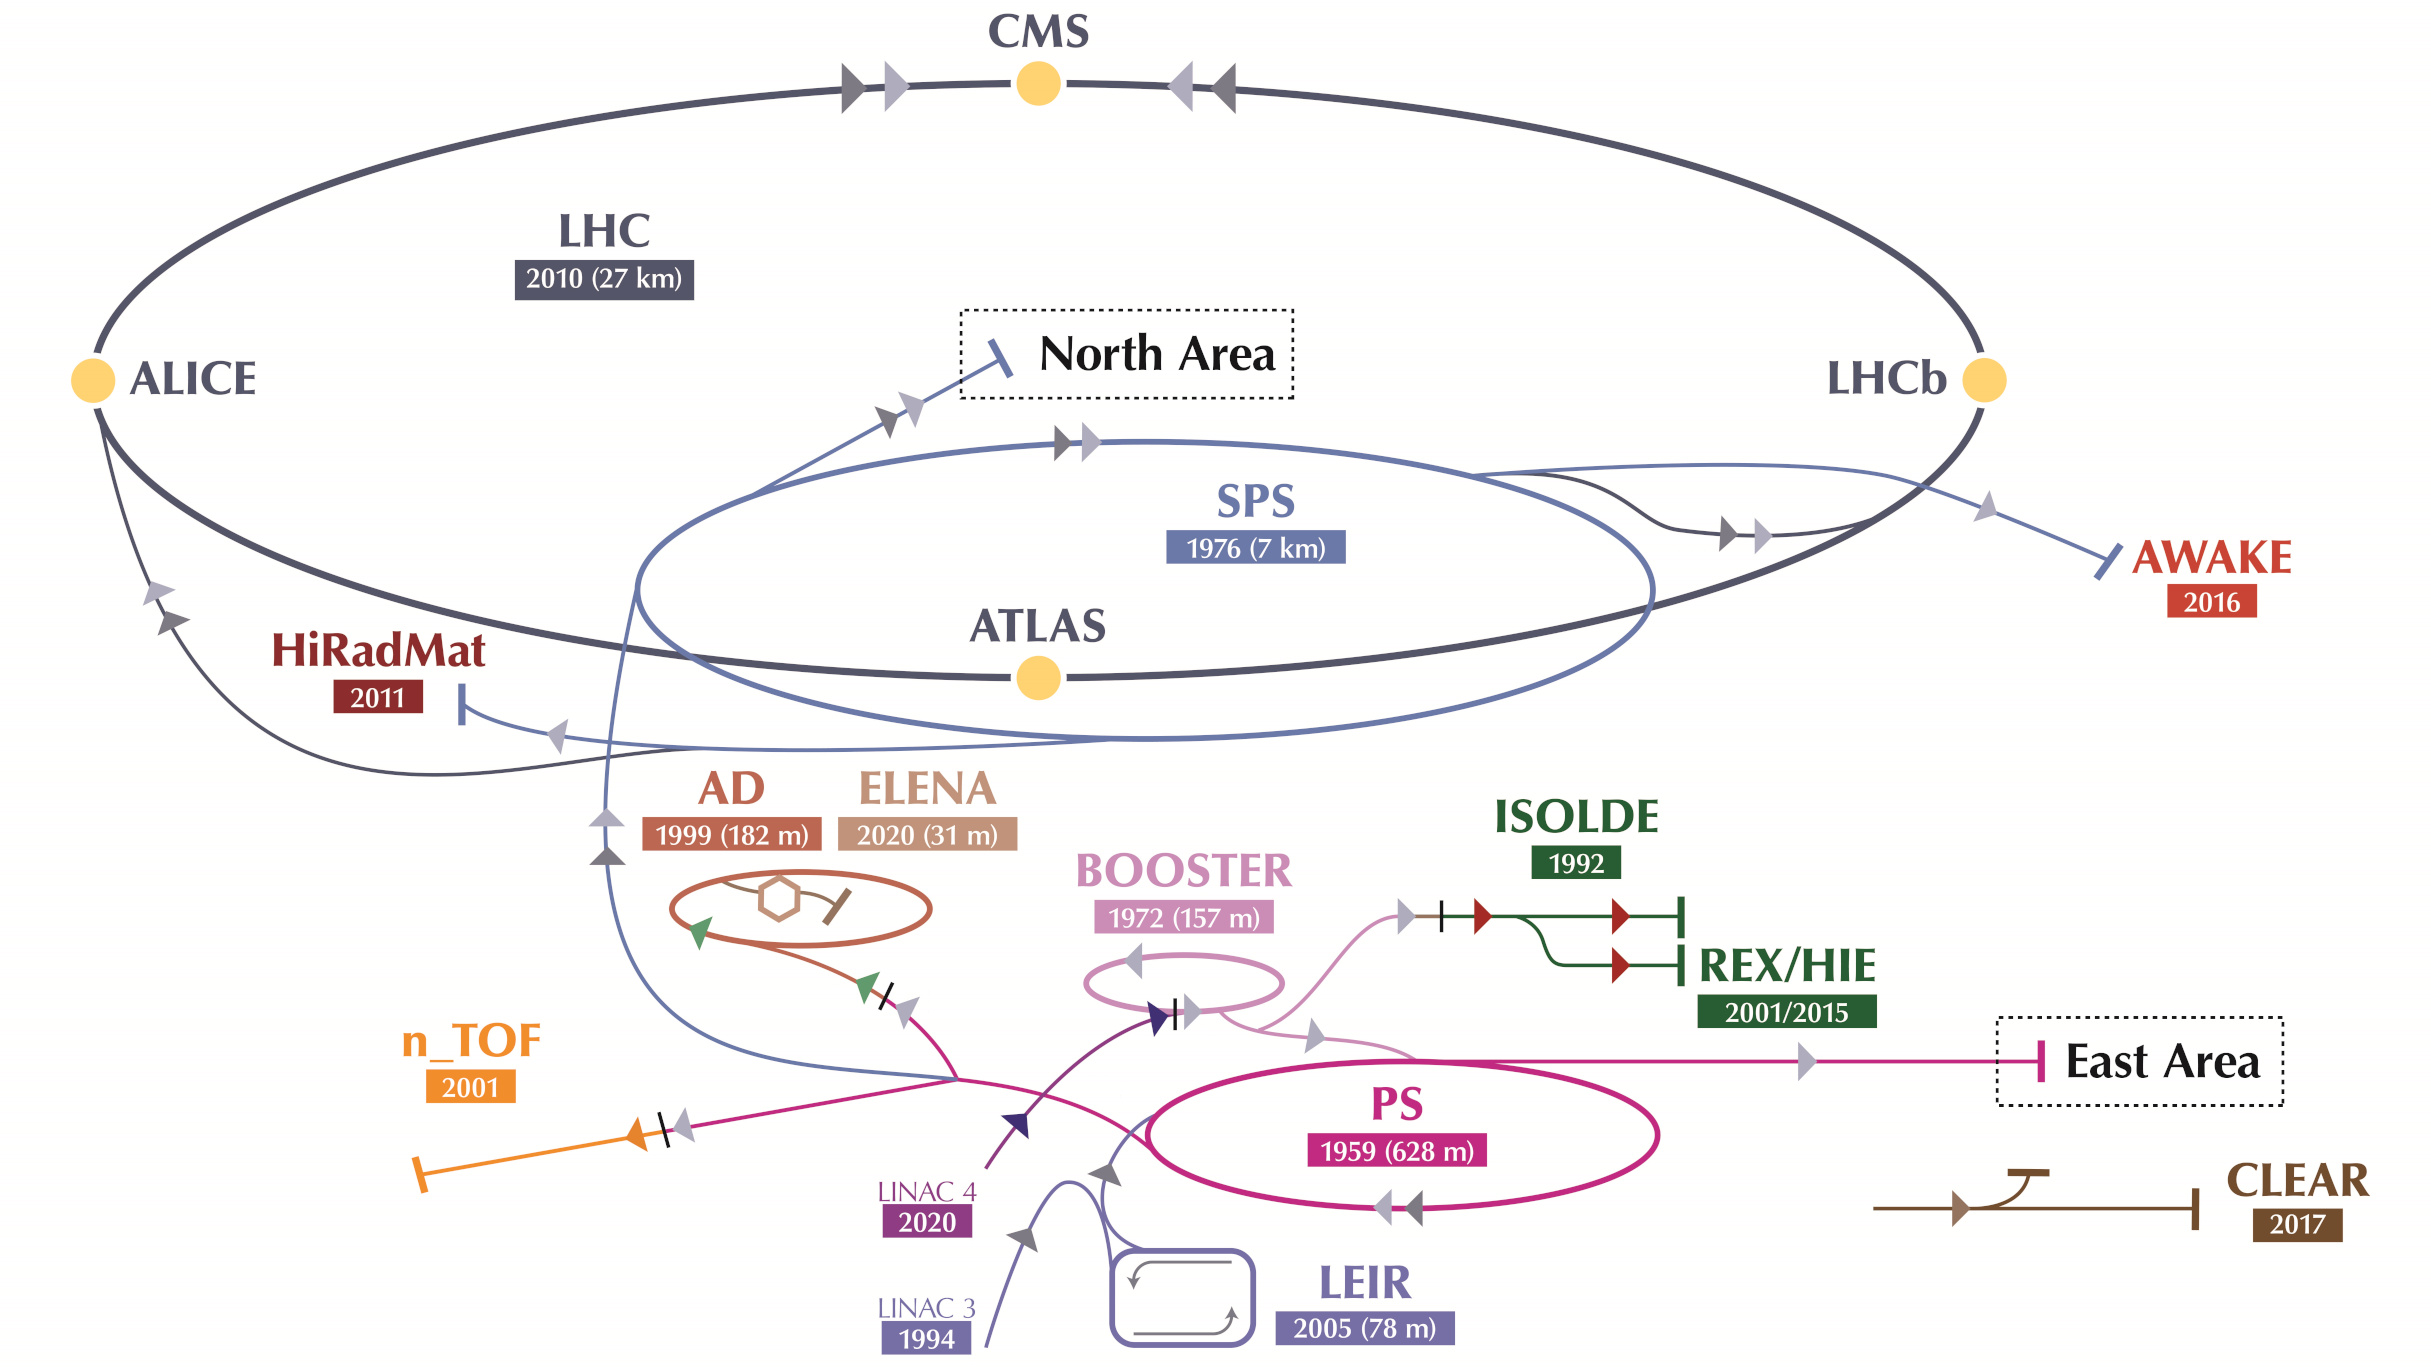 CMS
LHC
2010 (27 km)
North Area
ALICE
LHCb
SPS
1976 (7 km)
AWAKE
2016
ATLAS
HiRadMat
2011
AD
1999 (182 m)
ELENA
2020 (31 m)
ISOLDE
1992
BOOSTER
1972 (157 m)
REX/HIE
2001/2015
n_TOF
2001
East Area
PS
1959 (628 m)
LINAC 4
2020
CLEAR
2017
LEIR
2005 (78 m)
LINAC 3
1994